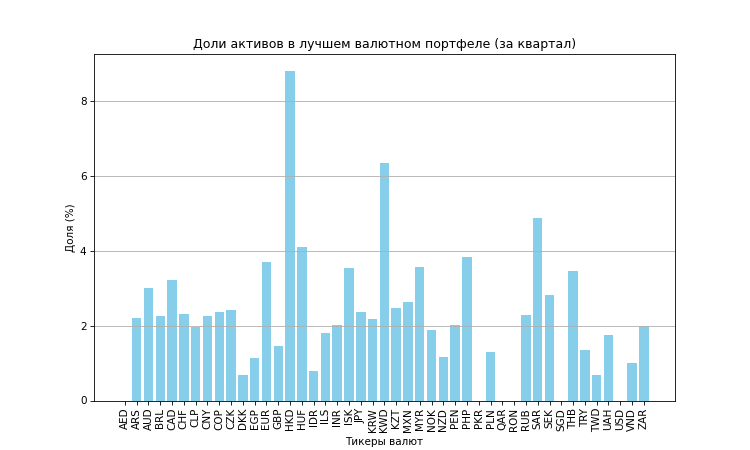 Доли активов в лучшем валютном портфеле (за квартал)
Доля (%)
8
6
4
2
0
AED ARS AUD BRL CAD CHF CLP CNY COP CZK DKK EGP EUR GBP HKD HUF IDR ILS INR ISK JPY KRW KWD KZT MXN MYR NOK NZD PEN PHP PKR PLN QAR RON RUB SAR SEK SGD THB TRY TWD UAH USD VND ZAR
Тикеры валют